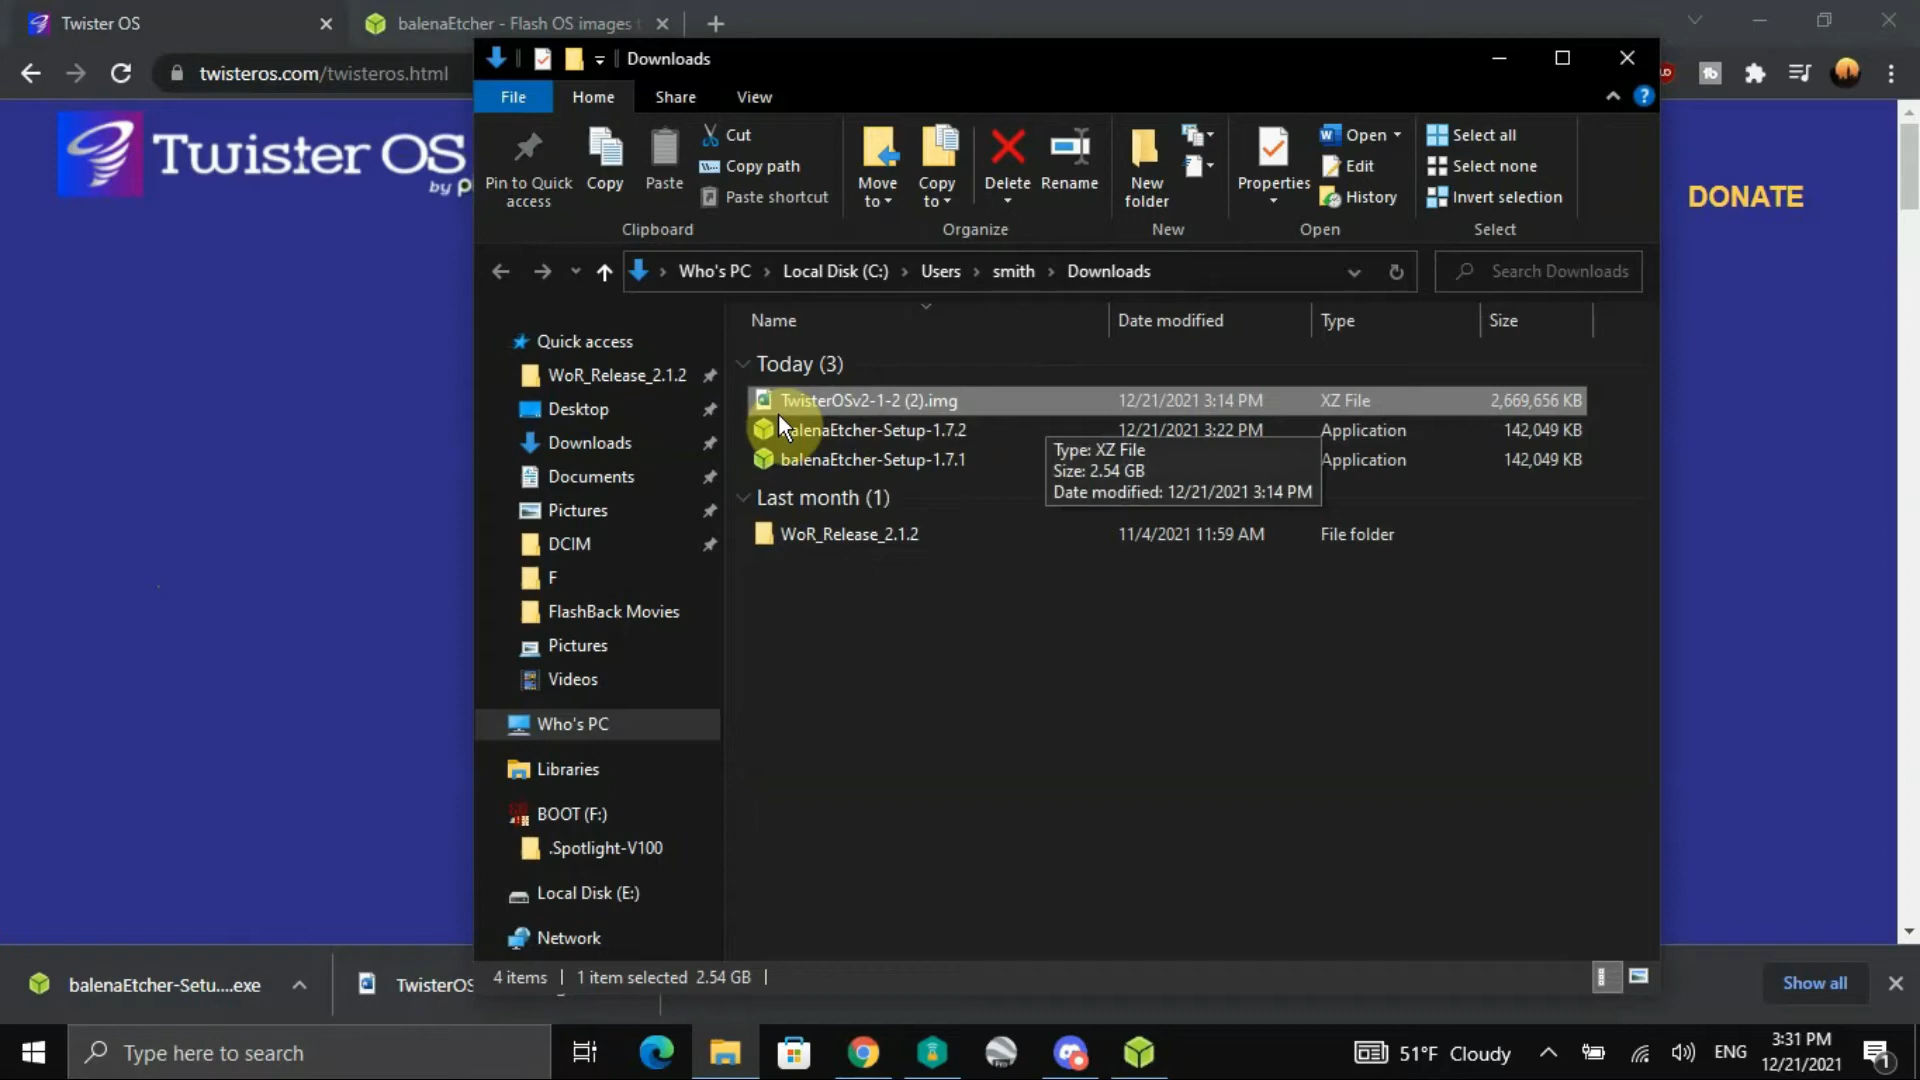 Twister OS
balenaEtcher - Flash OS images
twisteros.com/twisteros.html
Twister OS
by
DONATE
Downloads
File
Home
Share
View
Pin to Quick
access
Copy
Paste
Cut
Copy path
Paste shortcut
Clipboard
Move
to
Copy
to
Delete
Rename
Organize
New
folder
New
Properties
Open
Edit
History
Open
Select all
Select none
Invert selection
Select
Who's PC
Local Disk (C:)
Users
smith
Downloads
Search Downloads
Name
Date modified
Type
Size
Quick access
WoR_Release_2.1.2
Desktop
Downloads
Documents
Pictures
DCIM
F
FlashBack Movies
Pictures
Videos
Who's PC
Libraries
BOOT (F:)
.Spotlight-V100
Local Disk (E:)
Network
Today (3)
TwisterOSv2-1-2 (2).img 12/21/2021 3:14 PM XZ File 2,669,656 KB
balenaEtcher-Setup-1.7.2 12/21/2021 3:22 PM Application 142,049 KB
balenaEtcher-Setup-1.7.1 Application 142,049 KB
Type: XZ File
Size: 2.54 GB
Date modified: 12/21/2021 3:14 PM
Last month (1)
WoR_Release_2.1.2 11/4/2021 11:59 AM File folder
4 items
1 item selected 2.54 GB
balenaEtcher-Setu....exe
TwisterOS
Show all
Type here to search
51°F Cloudy
ENG
3:31 PM
12/21/2021
1